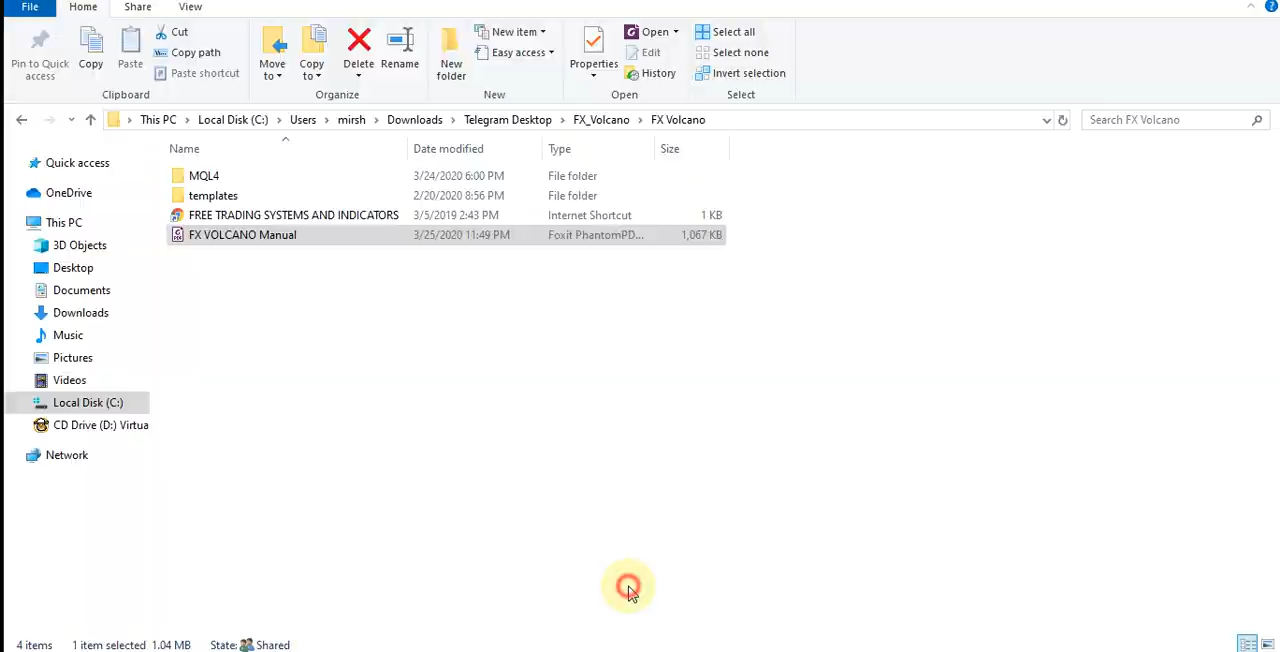 File Home Share View
Pin to Quick access
Copy
Paste
Cut
Copy path
Paste shortcut
Clipboard
Move to
Copy to
Delete
Rename
Organize
New folder
New item
Easy access
New
Properties
Open
Edit
History
Open
Select all
Select none
Invert selection
Select
This PC > Local Disk (C:) > Users > mirsh > Downloads > Telegram Desktop > FX_Volcano > FX Volcano
Search FX Volcano
Name Date modified Type Size
MQL4 3/24/2020 6:00 PM File folder
templates 2/20/2020 8:56 PM File folder
FREE TRADING SYSTEMS AND INDICATORS 3/5/2019 2:43 PM Internet Shortcut 1 KB
FX VOLCANO Manual 3/25/2020 11:49 PM Foxit PhantomPD... 1,067 KB
Quick access
OneDrive
This PC
3D Objects
Desktop
Documents
Downloads
Music
Pictures
Videos
Local Disk (C:)
CD Drive (D:) Virtua
Network
4 items 1 item selected 1.04 MB State: Shared